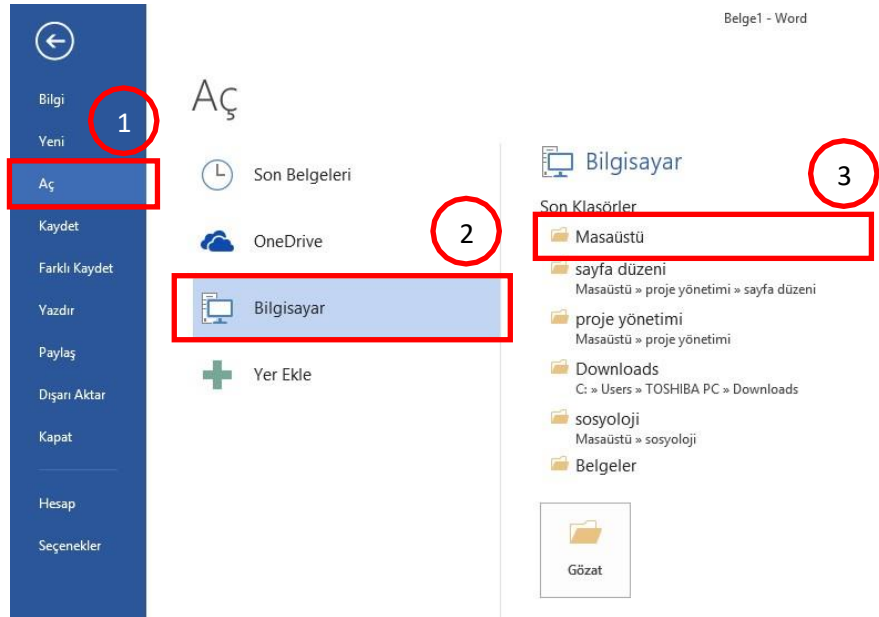 Belge1 - Word
Bilgi
1
Yeni
Aç
Kaydet
Farklı Kaydet
Yazdır
Paylaş
Dışarı Aktar
Kapat
Hesap
Seçenekler
Aç
Son Belgeleri
OneDrive
2
Bilgisayar
Yer Ekle
Bilgisayar
3
Son Klasörler
Masaüstü
sayfa düzeni
Masaüstü » proje yönetimi » sayfa düzeni
proje yönetimi
Masaüstü » proje yönetimi
Downloads
C: » Users » TOSHIBA PC » Downloads
sosyoloji
Masaüstü » sosyoloji
Belgeler
Gözat